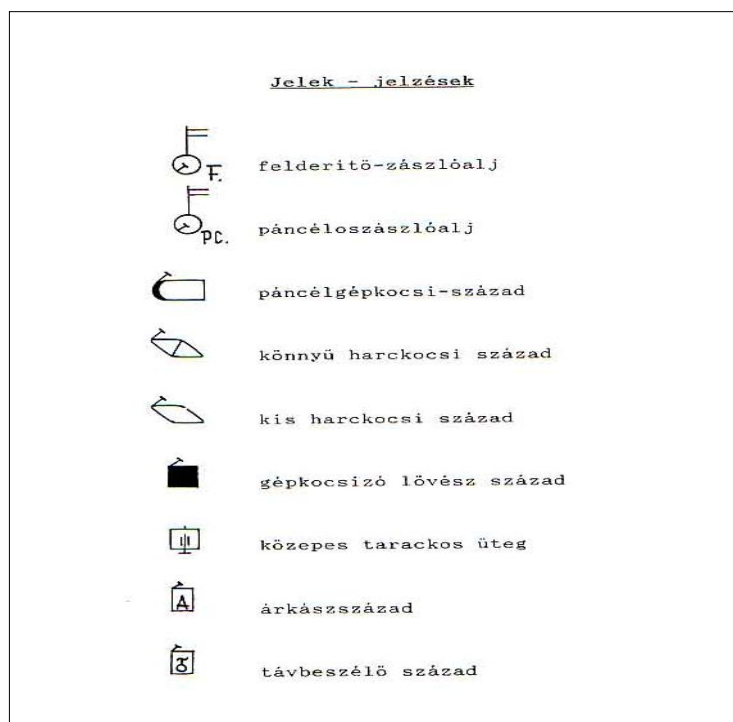 Jelek - jelzések
F. felderitö-zászlóalj
PC. páncéloszászlóalj
páncélgépkocsi-század
könnyü harckocsi század
kis harckocsi század
gépkocsizó lövész század
közepes tarackos üteg
A árkászszázad
távbeszélö század